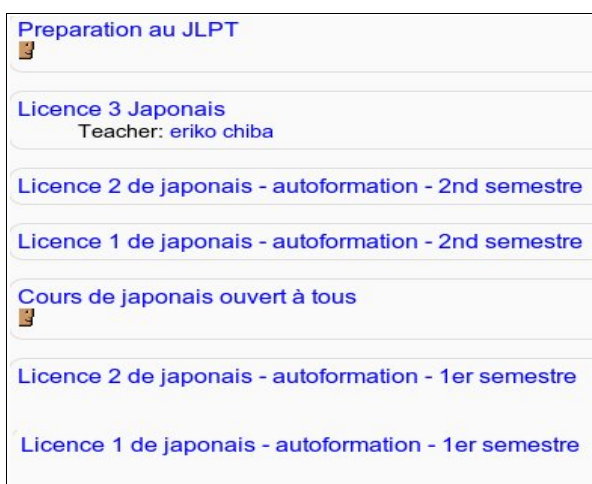 Preparation au JLPT
Licence 3 Japonais
Teacher: eriko chiba
Licence 2 de japonais - autoformation - 2nd semestre
Licence 1 de japonais - autoformation - 2nd semestre
Cours de japonais ouvert à tous
Licence 2 de japonais - autoformation - 1er semestre
Licence 1 de japonais - autoformation - 1er semestre